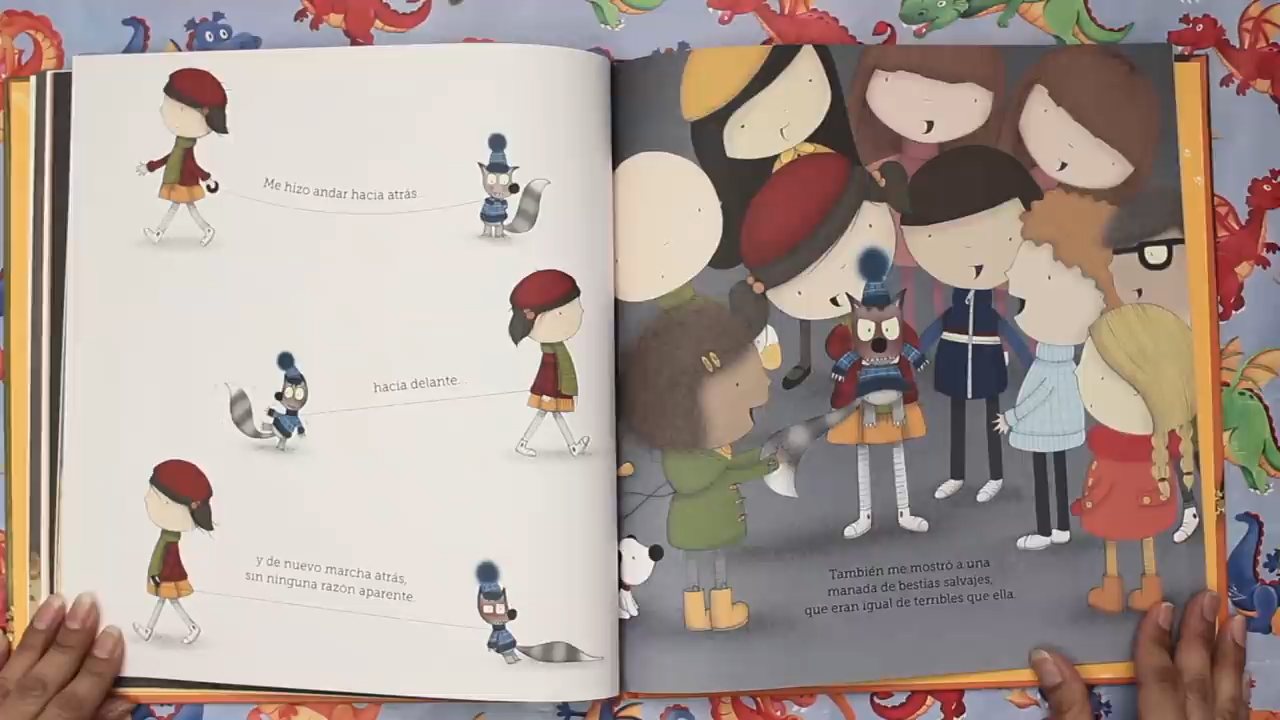 Me hizo andar hacia atrás...
hacia delante...
y de nuevo marcha atrás,
sin ninguna razón aparente.
También me mostró a una
manada de bestias salvajes,
que eran igual de terribles que ella.